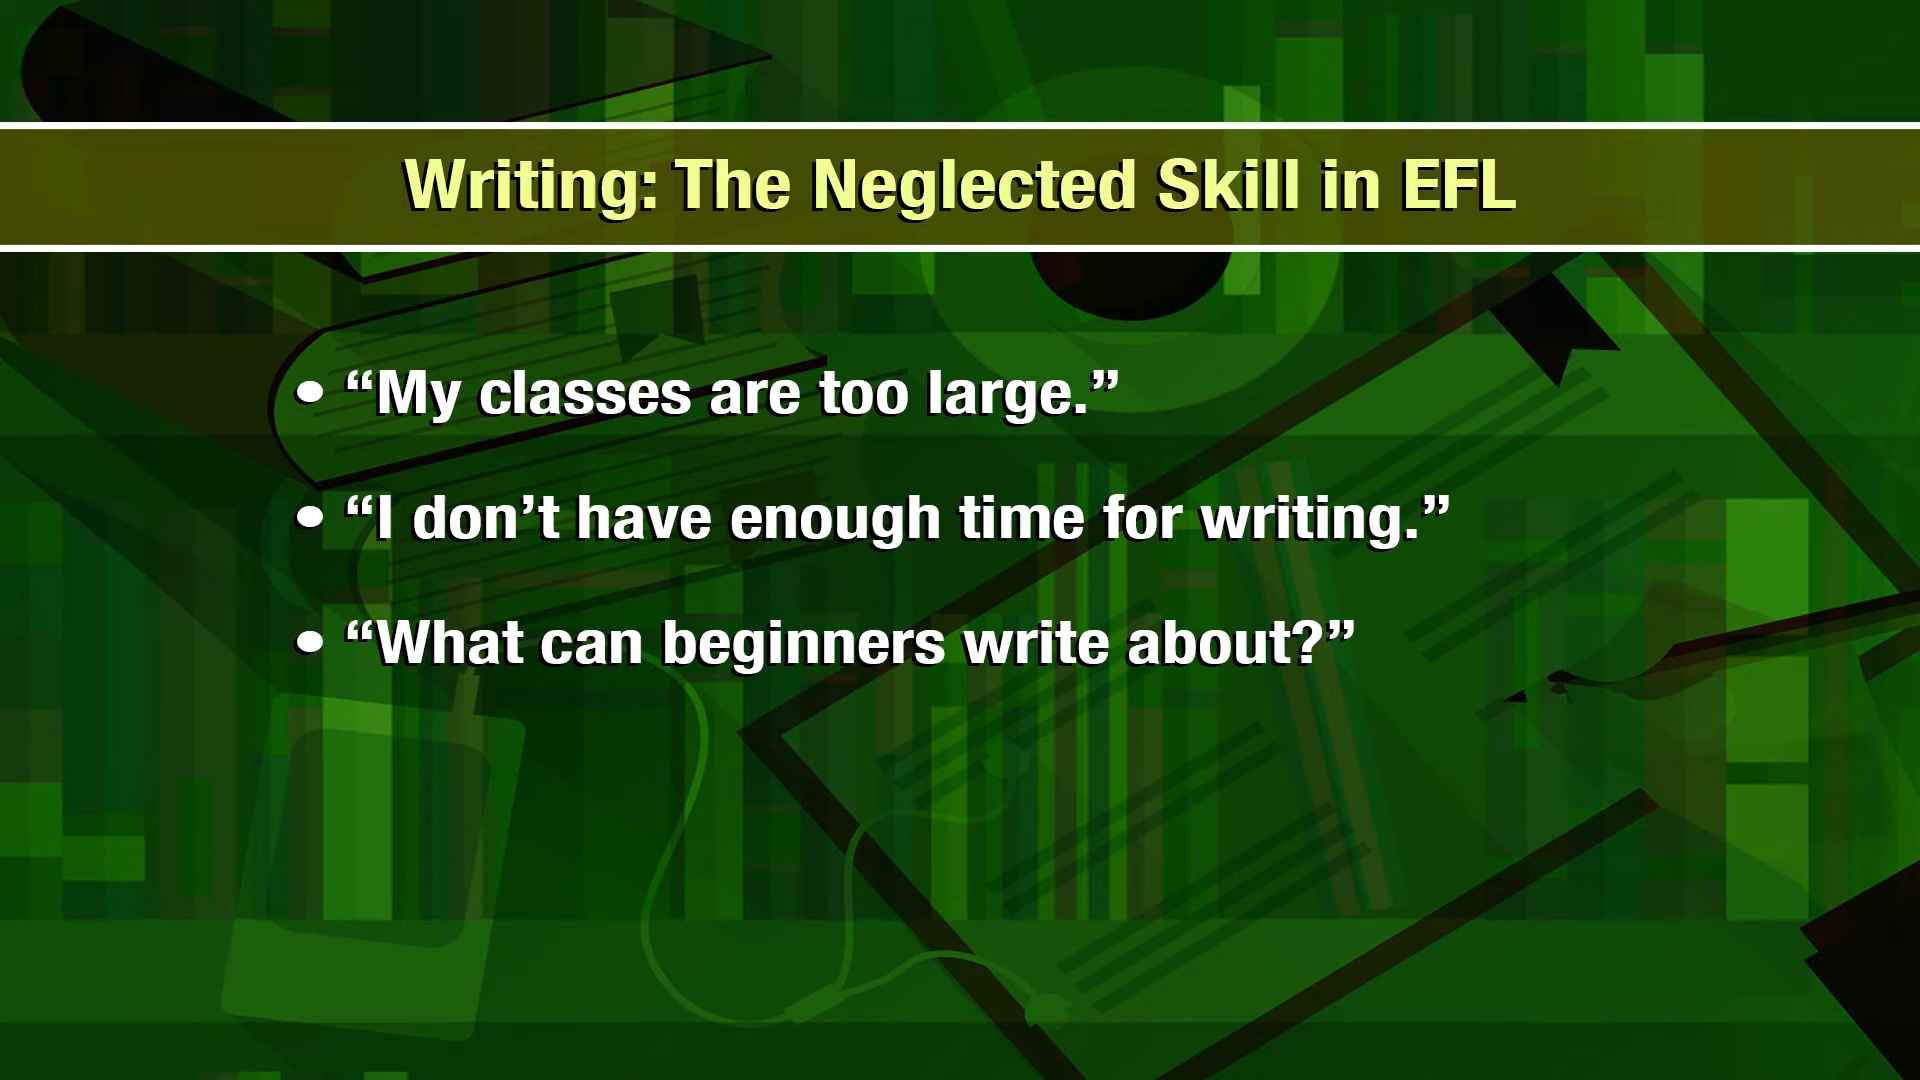 Writing: The Neglected Skill in EFL
• “My classes are too large.”
• “I don’t have enough time for writing.”
• “What can beginners write about?”